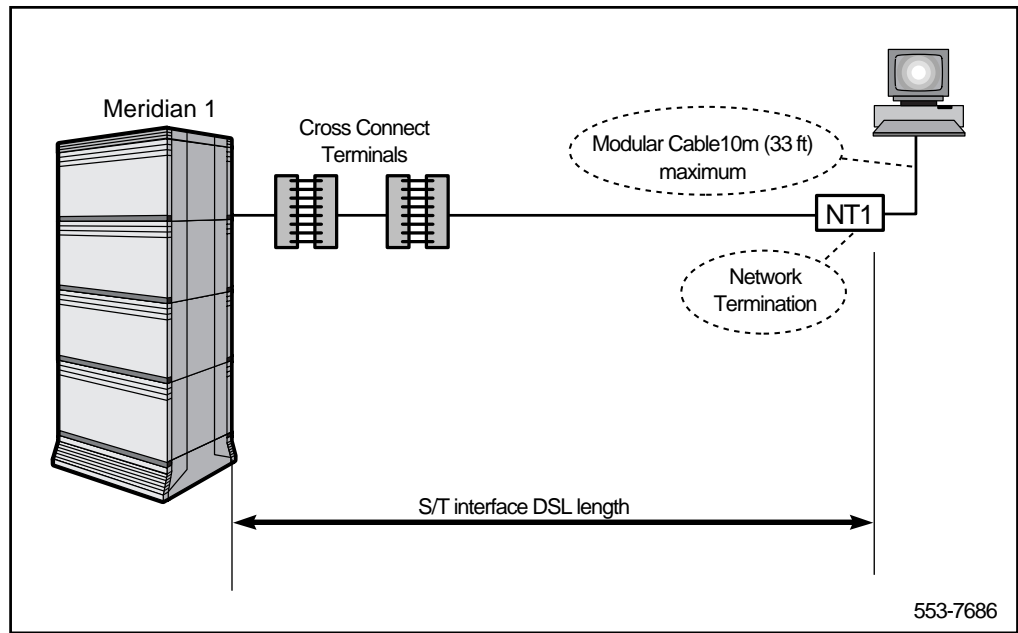 Meridian 1
Cross Connect
Terminals
Modular Cable10m (33 ft)
maximum
NT1
Network
Termination
S/T interface DSL length
553-7686